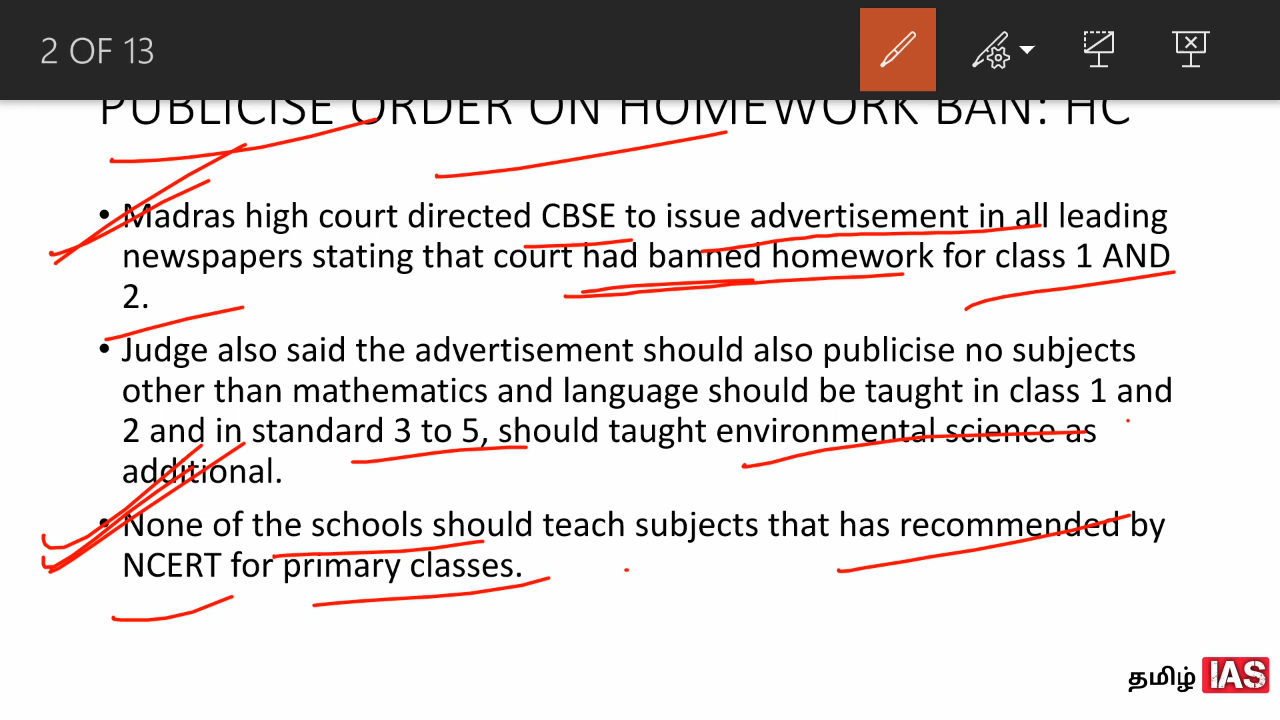 2 OF 13
PUBLICISE ORDER ON HOMEWORK BAN: HC
• Madras high court directed CBSE to issue advertisement in all leading
newspapers stating that court had banned homework for class 1 AND
2.
• Judge also said the advertisement should also publicise no subjects
other than mathematics and language should be taught in class 1 and
2 and in standard 3 to 5, should taught environmental science as
additional.
• None of the schools should teach subjects that has recommended by
NCERT for primary classes.
தமிழ் IAS